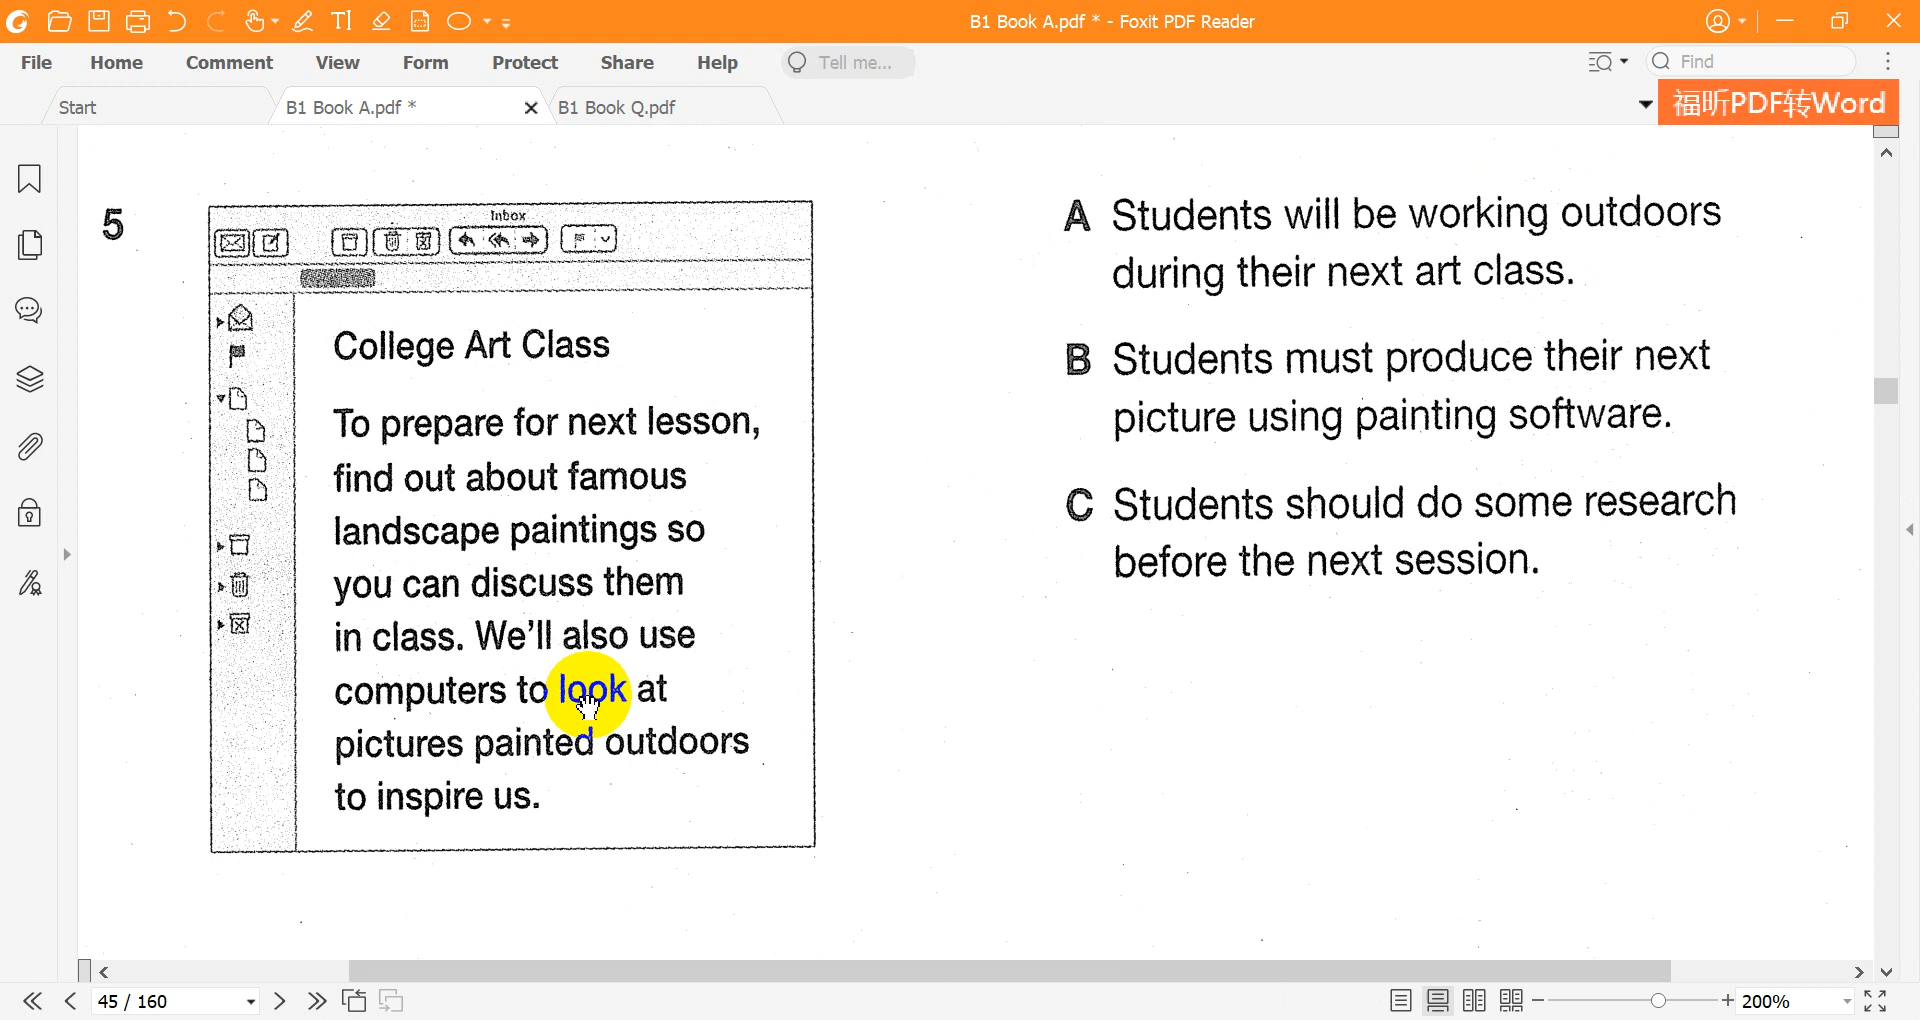 B1 Book A.pdf * - Foxit PDF Reader
File Home Comment View Form Protect Share Help Tell me... Find
Start B1 Book A.pdf * B1 Book Q.pdf 福昕PDF转Word
5
Inbox
College Art Class
To prepare for next lesson,
find out about famous
landscape paintings so
you can discuss them
in class. We'll also use
computers to look at
pictures painted outdoors
to inspire us.
A Students will be working outdoors
during their next art class.
B Students must produce their next
picture using painting software.
C Students should do some research
before the next session.
45 / 160 200%